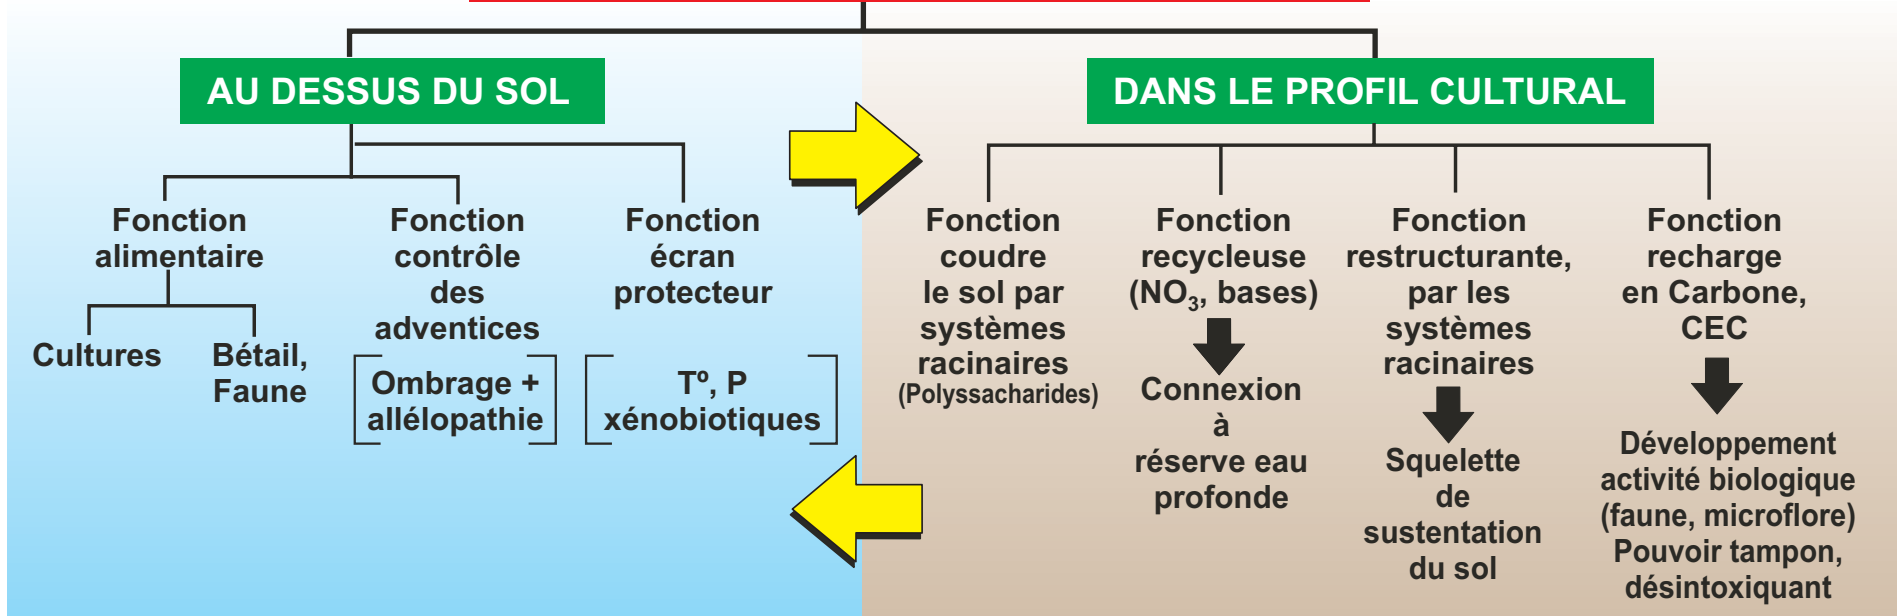 AU DESSUS DU SOL
Fonction
alimentaire
Cultures
Bétail,
Faune
Fonction
contrôle
des
adventices
Ombrage +
allélopathie
Fonction
écran
protecteur
Tº, P
xénobiotiques
DANS LE PROFIL CULTURAL
Fonction
coudre
le sol par
systèmes
racinaires
(Polyssacharides)
Fonction
recycleuse
(NO₃, bases)
Connexion
à
réserve eau
profonde
Fonction
restructurante,
par les
systèmes
racinaires
Squelette
de
sustentation
du sol
Fonction
recharge
en Carbone,
CEC
Développement
activité biologique
(faune, microflore)
Pouvoir tampon,
désintoxiquant